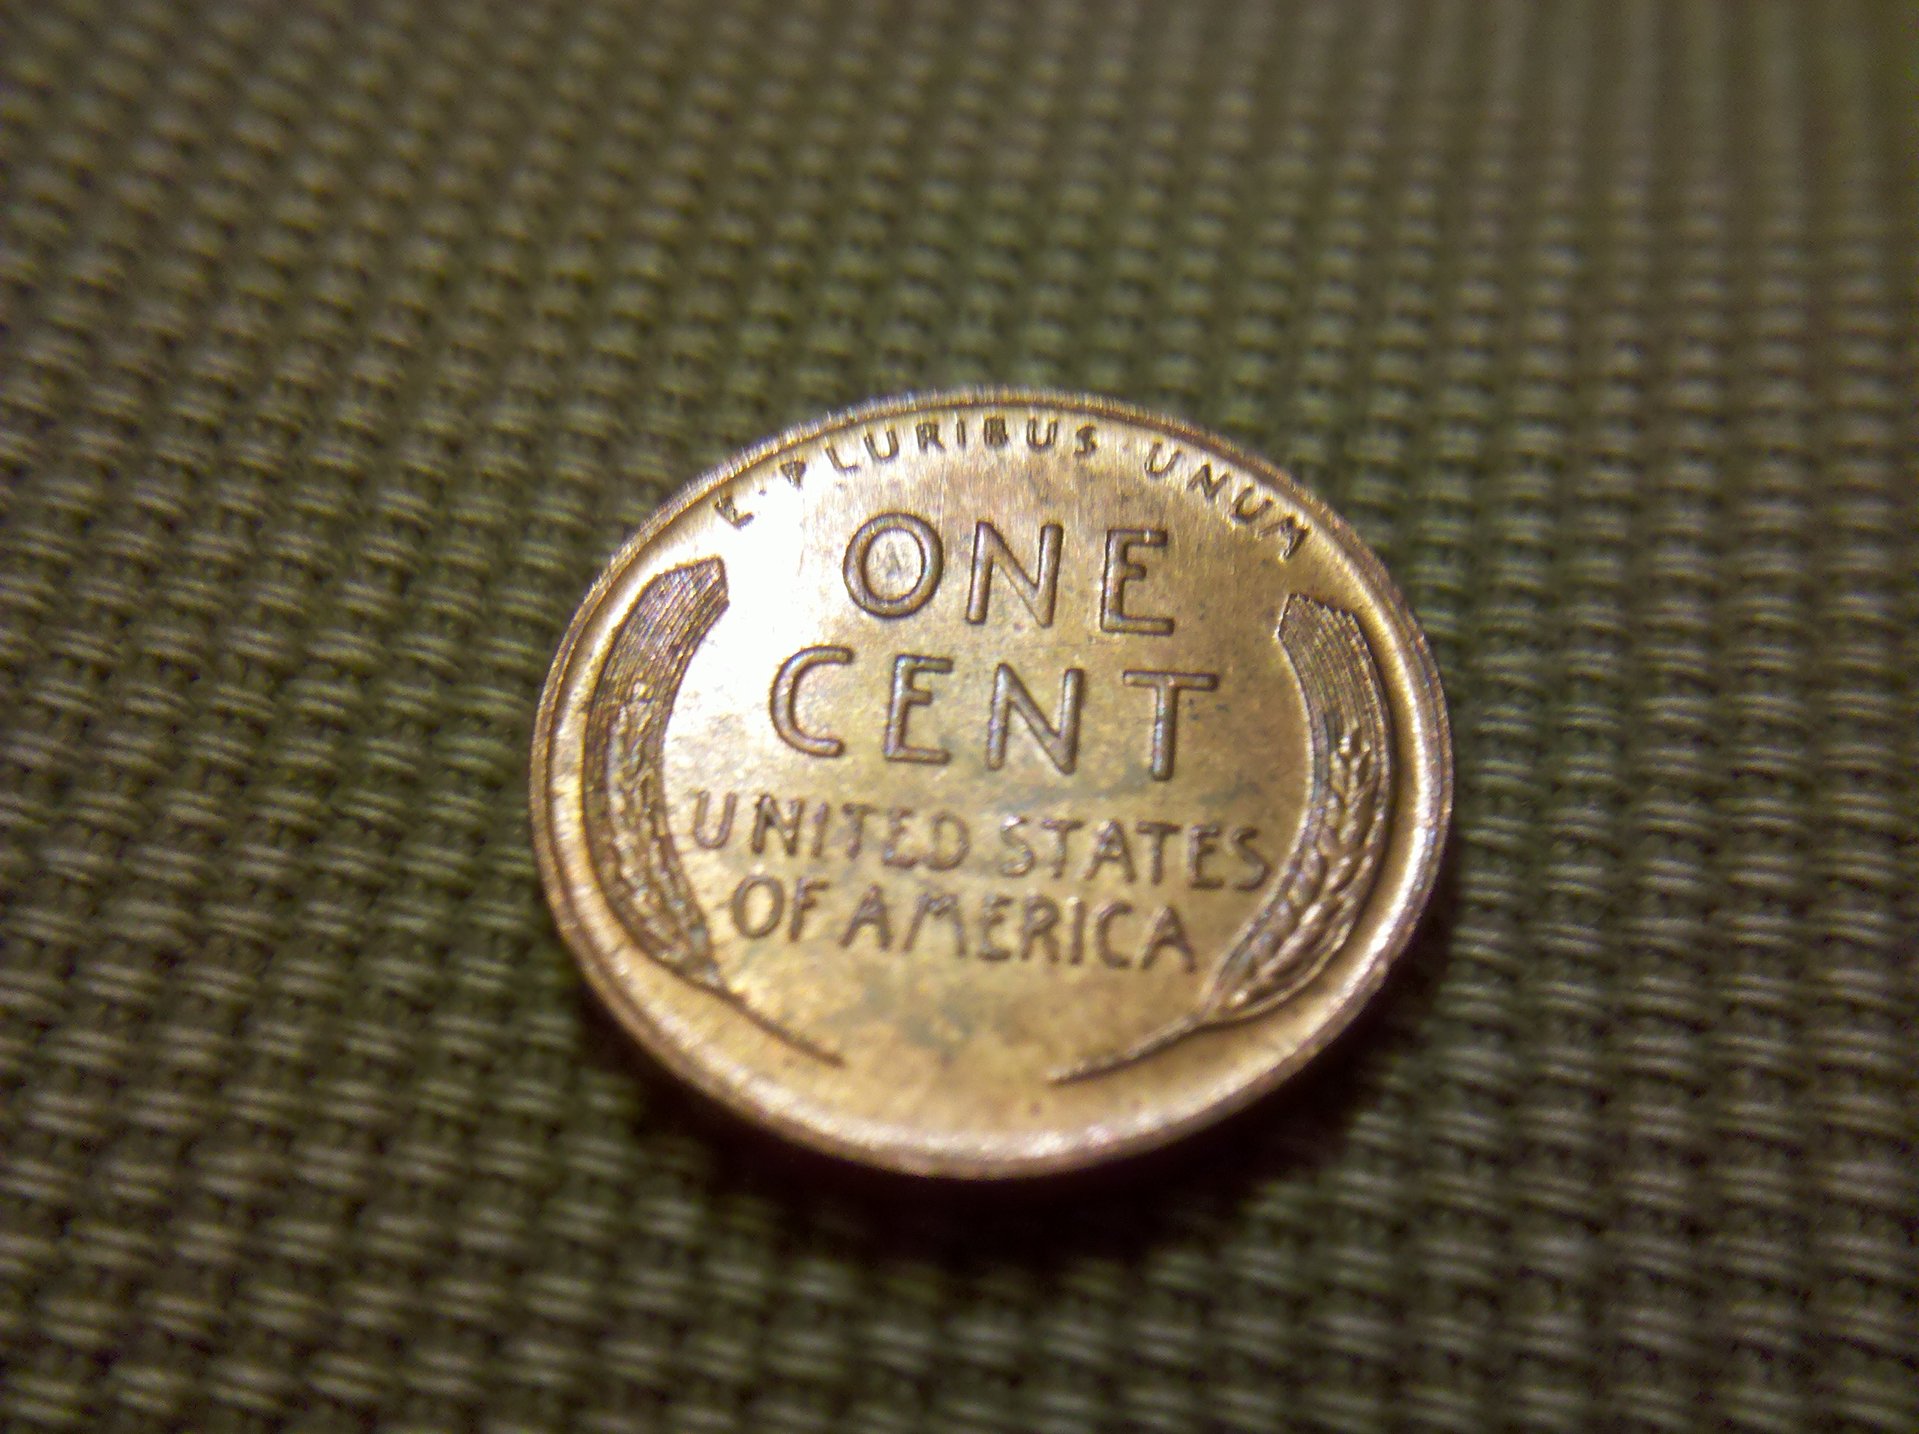 E·PLURIBUS·UNUM
ONE
CENT
UNITED STATES
OF AMERICA